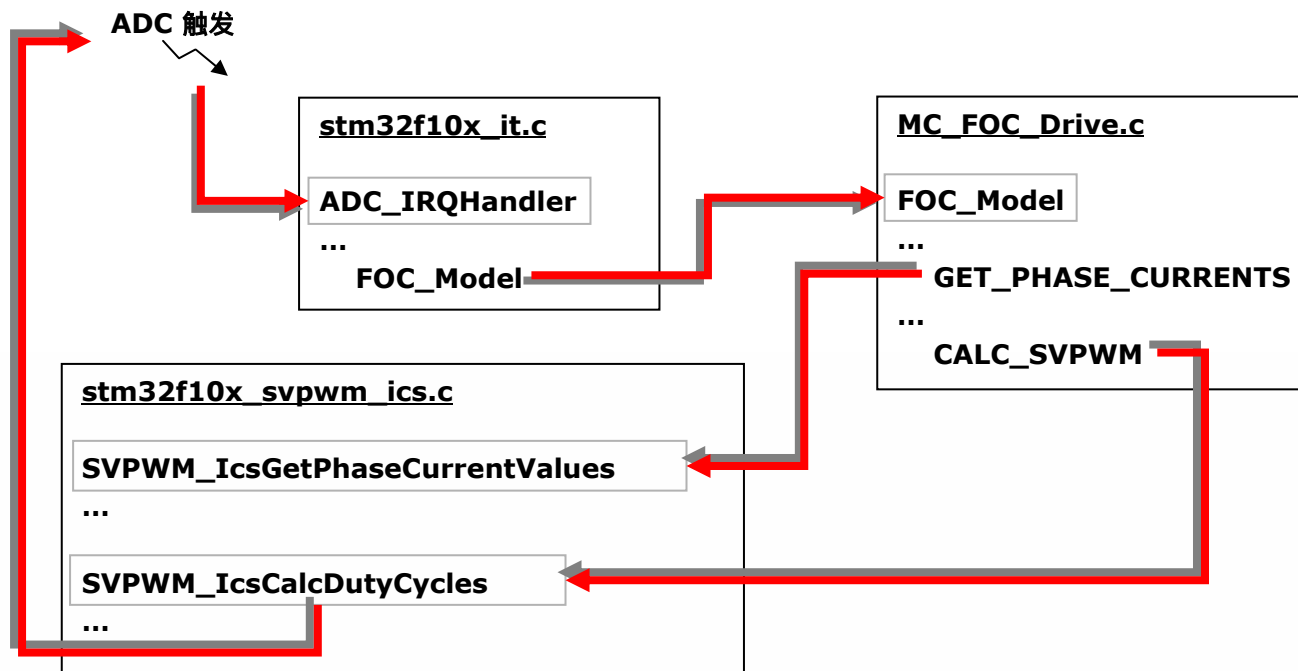 ADC 触发
stm32f10x_it.c
ADC_IRQHandler
...
FOC_Model
MC_FOC_Drive.c
FOC_Model
...
GET_PHASE_CURRENTS
...
CALC_SVPWM
stm32f10x_svpwm_ics.c
SVPWM_IcsGetPhaseCurrentValues
...
SVPWM_IcsCalcDutyCycles
...